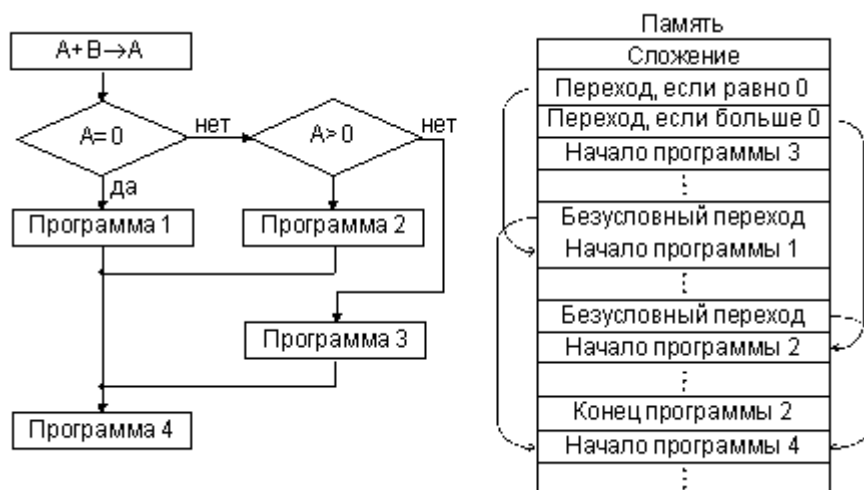 A+B→A
A=0
нет
A>0
нет
да
Программа 1
Программа 2
Программа 3
Программа 4
Память
Сложение
Переход, если равно 0
Переход, если больше 0
Начало программы 3
⋮
Безусловный переход
Начало программы 1
⋮
Безусловный переход
Начало программы 2
⋮
Конец программы 2
Начало программы 4
⋮